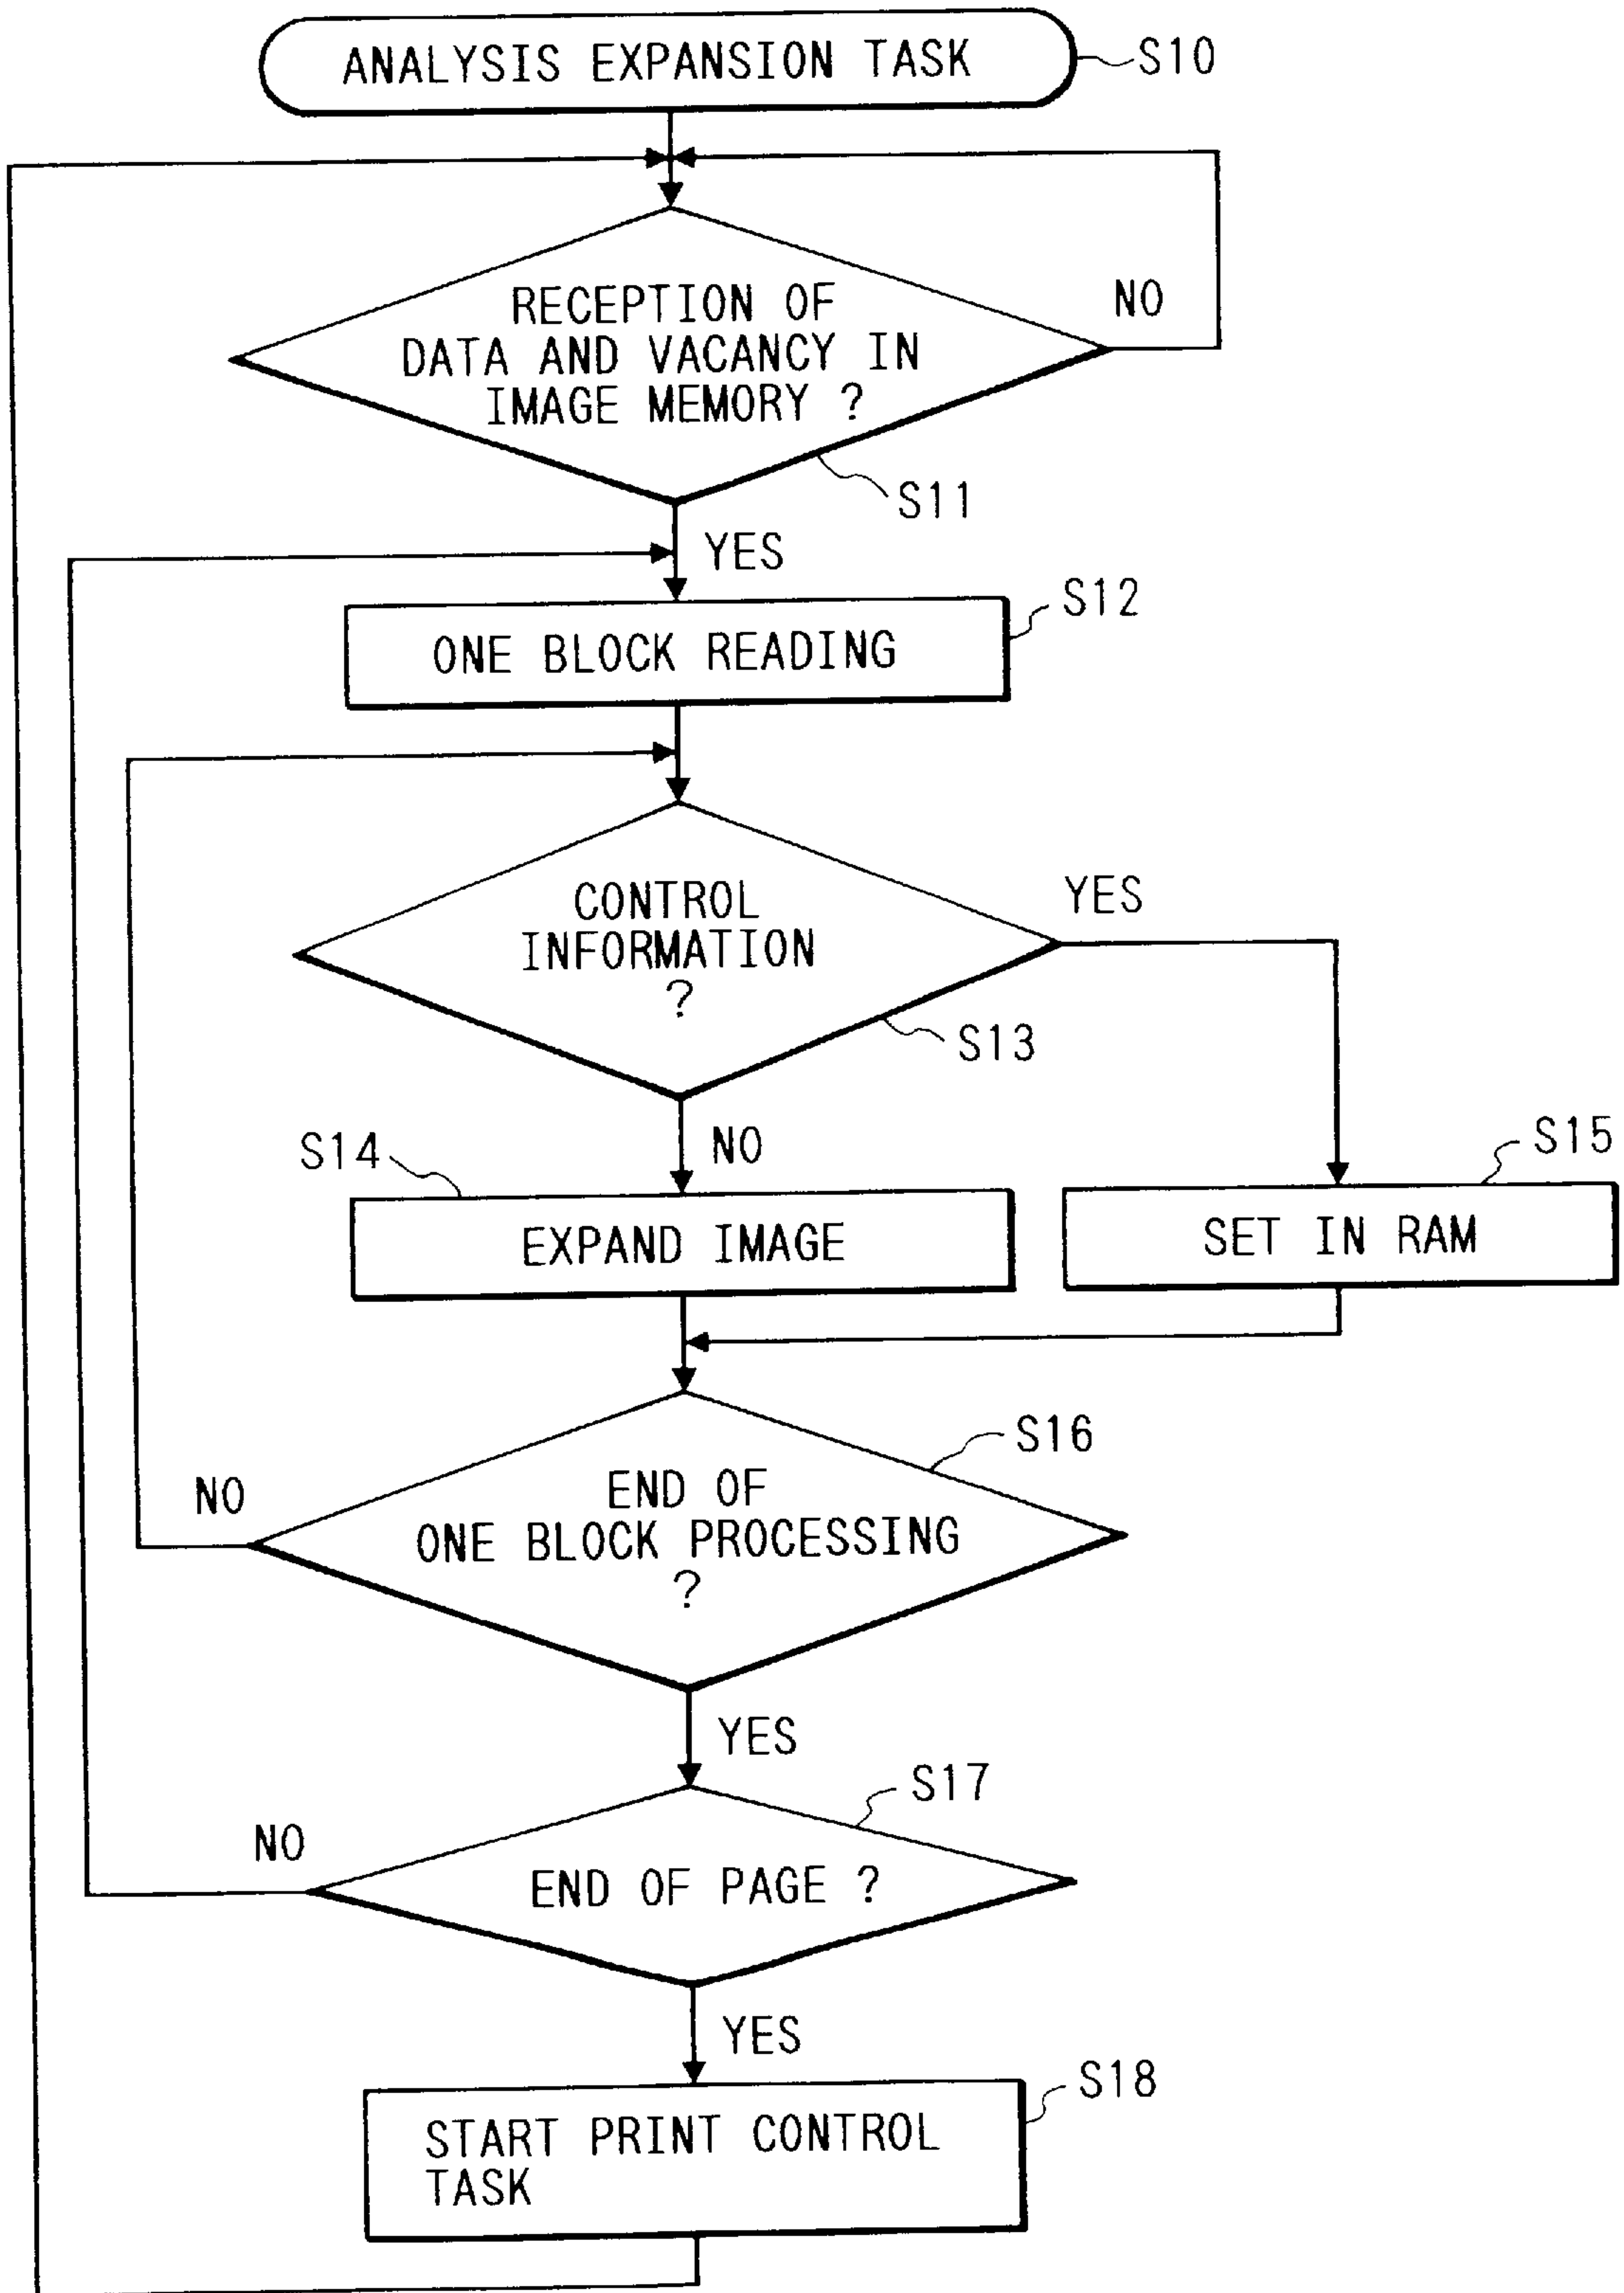 ANALYSIS EXPANSION TASK
S10
NO
RECEPTION OF
DATA AND VACANCY IN
IMAGE MEMORY ?
S11
YES
S12
ONE BLOCK READING
CONTROL
INFORMATION
?
YES
S13
NO
S14
S15
EXPAND IMAGE
SET IN RAM
S16
END OF
ONE BLOCK PROCESSING
?
NO
YES
S17
NO
END OF PAGE ?
YES
S18
START PRINT CONTROL
TASK